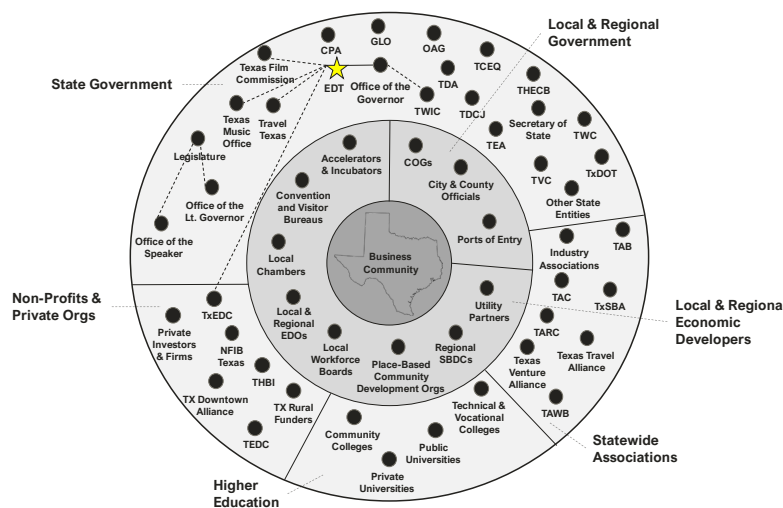 Local & Regional
Government
State Government
CPA
GLO
OAG
TCEQ
Texas Film
Commission
EDT
Office of the
Governor
TDA
THECB
TWIC
TDCJ
Secretary of
State
TWC
Texas
Music
Office
Travel
Texas
TEA
TVC
TxDOT
Legislature
Office of the
Lt. Governor
Other State
Entities
Office of the
Speaker
Accelerators
& Incubators
COGs
Convention
and Visitor
Bureaus
City & County
Officials
Local
Chambers
Ports of Entry
Business
Community
Industry
Associations
TAB
TAC
TxSBA
TARC
Texas
Venture
Alliance
Texas Travel
Alliance
TAWB
Non-Profits &
Private Orgs
Local & Regional
Economic
Developers
TxEDC
Private
Investors
& Firms
NFIB
Texas
THBI
TX Downtown
Alliance
TX Rural
Funders
TEDC
Local &
Regional
EDOs
Local
Workforce
Boards
Place-Based
Community
Development Orgs
Regional
SBDCs
Utility
Partners
Community
Colleges
Private
Universities
Public
Universities
Technical &
Vocational
Colleges
Statewide
Associations
Higher
Education